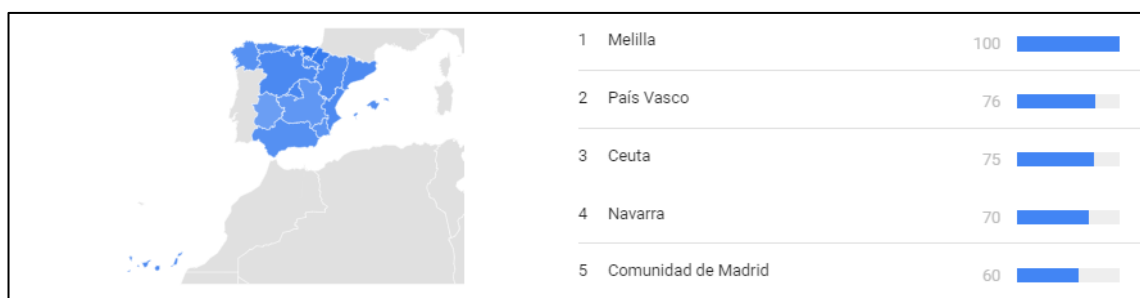 1 Melilla 100
2 País Vasco 76
3 Ceuta 75
4 Navarra 70
5 Comunidad de Madrid 60